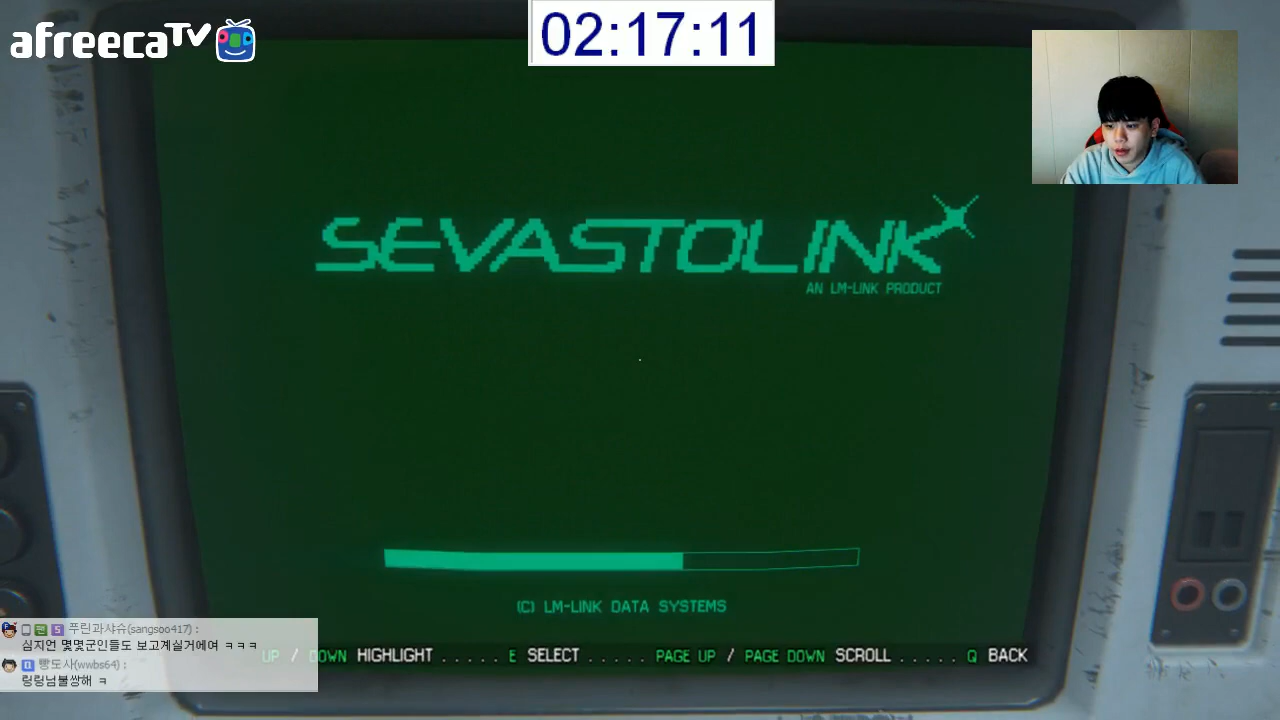 afreecaTV
02:17:11
SEVASTOLINK
AN LM-LINK PRODUCT
(C) LM-LINK DATA SYSTEMS
UP / DOWN HIGHLIGHT ..... E SELECT ..... PAGE UP / PAGE DOWN SCROLL ..... Q BACK
푸린과샤슈(sangsoo417) :
심지언 몇몇군인들도 보고계실거에여 ㅋㅋㅋ
빵도사(wwbs64) :
링링님불쌍해 ㅋ